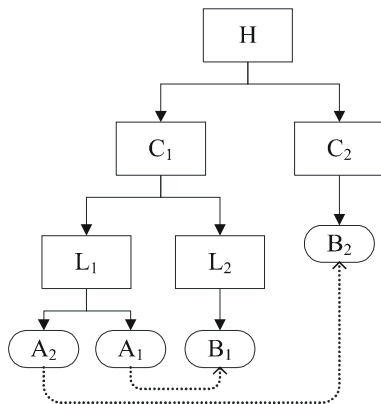 H
C₁ C₂
L₁ L₂ B₂
A₂ A₁ B₁